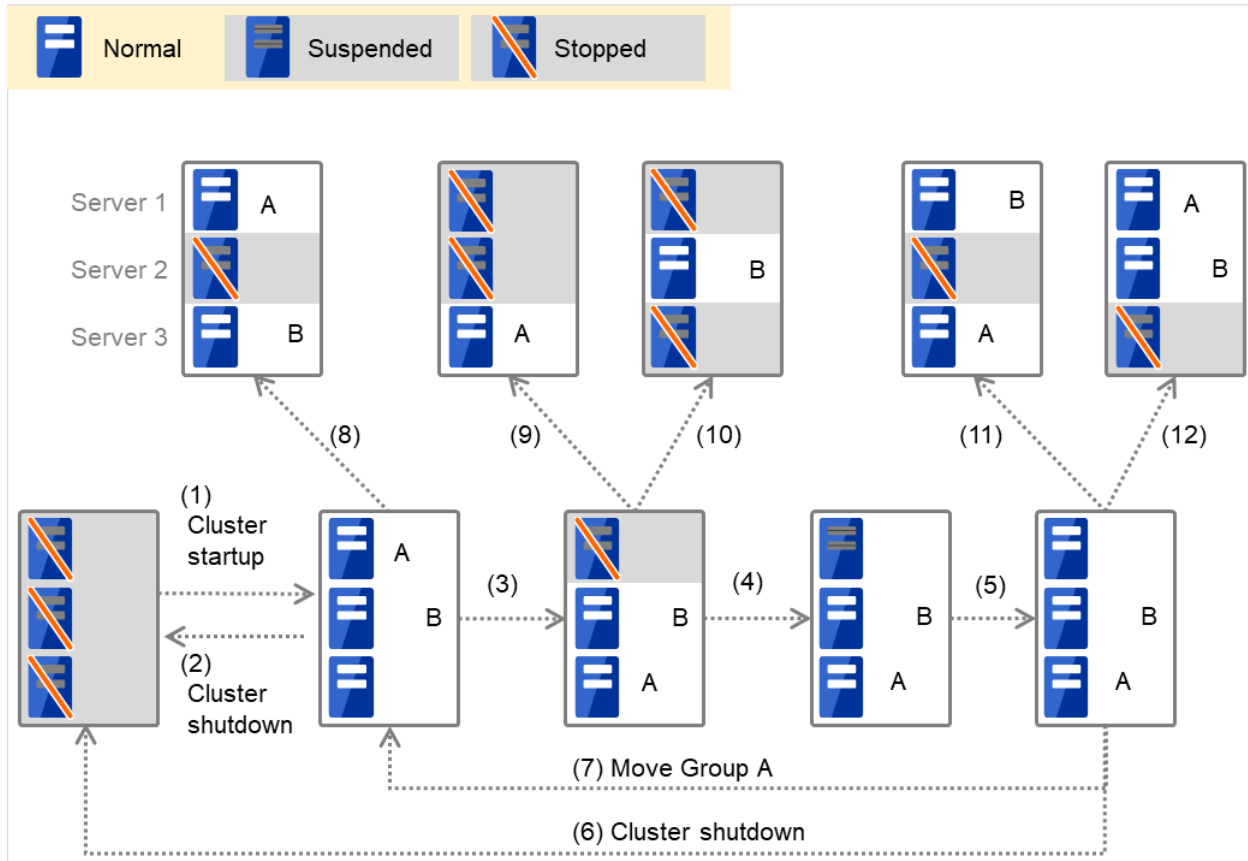 Normal
Suspended
Stopped
Server 1
Server 2
Server 3
A
B
A
B
B
A
A
B
(8)
(9)
(10)
(11)
(12)
(1)
Cluster
startup
(2)
Cluster
shutdown
A
B
(3)
B
A
(4)
B
A
(5)
B
A
(7) Move Group A
(6) Cluster shutdown